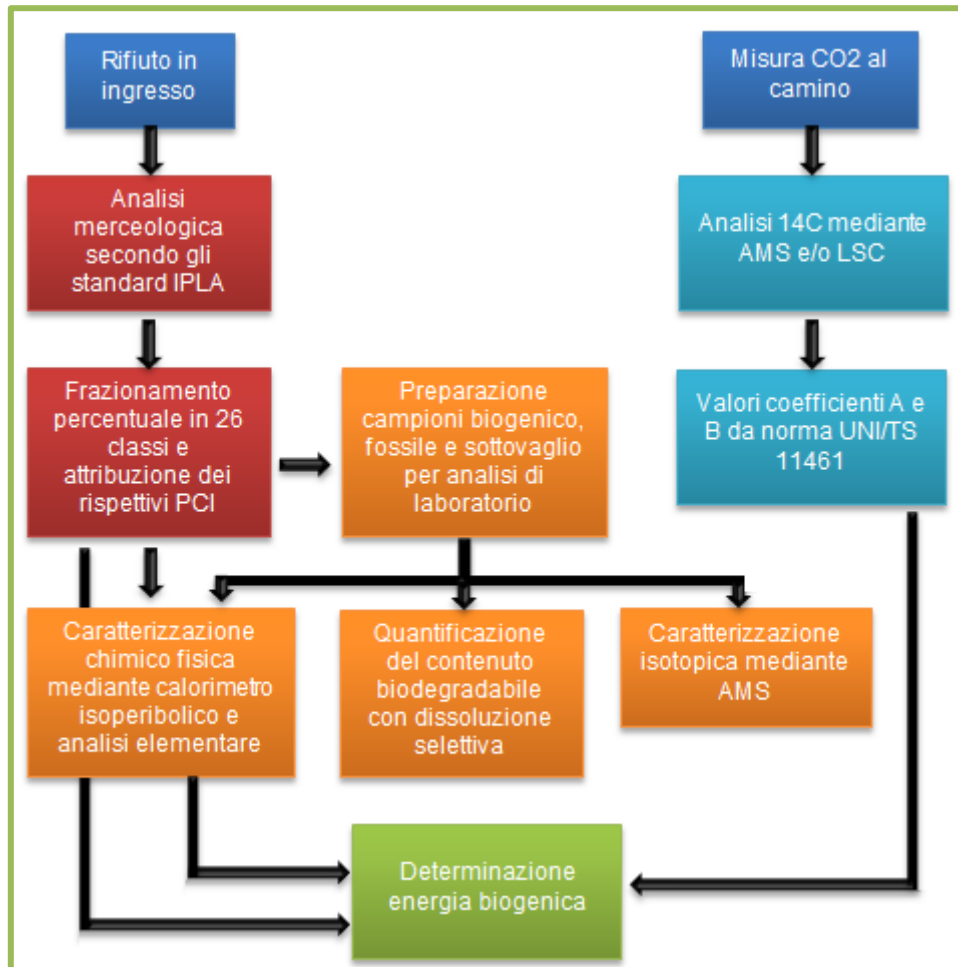 Rifiuto in
ingresso
Misura CO2 al
camino
Analisi
merceologica
secondo gli
standard IPLA
Analisi 14C mediante
AMS e/o LSC
Frazionamento
percentuale in 26
classi e
attribuzione dei
rispettivi PCI
Preparazione
campioni biogenico,
fossile e sottovaglio
per analisi di
laboratorio
Valori coefficienti A e
B da norma UNI/TS
11461
Caratterizzazione
chimico fisica
mediante calorimetro
isoperibolico e
analisi elementare
Quantificazione
del contenuto
biodegradabile
con dissoluzione
selettiva
Caratterizzazione
isotopica mediante
AMS
Determinazione
energia biogenica